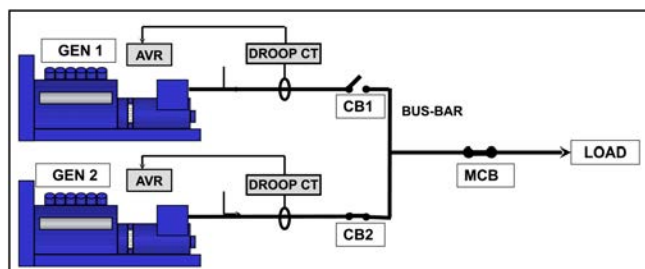 GEN 1
AVR
DROOP CT
CB1
BUS-BAR
MCB
LOAD
GEN 2
AVR
DROOP CT
CB2